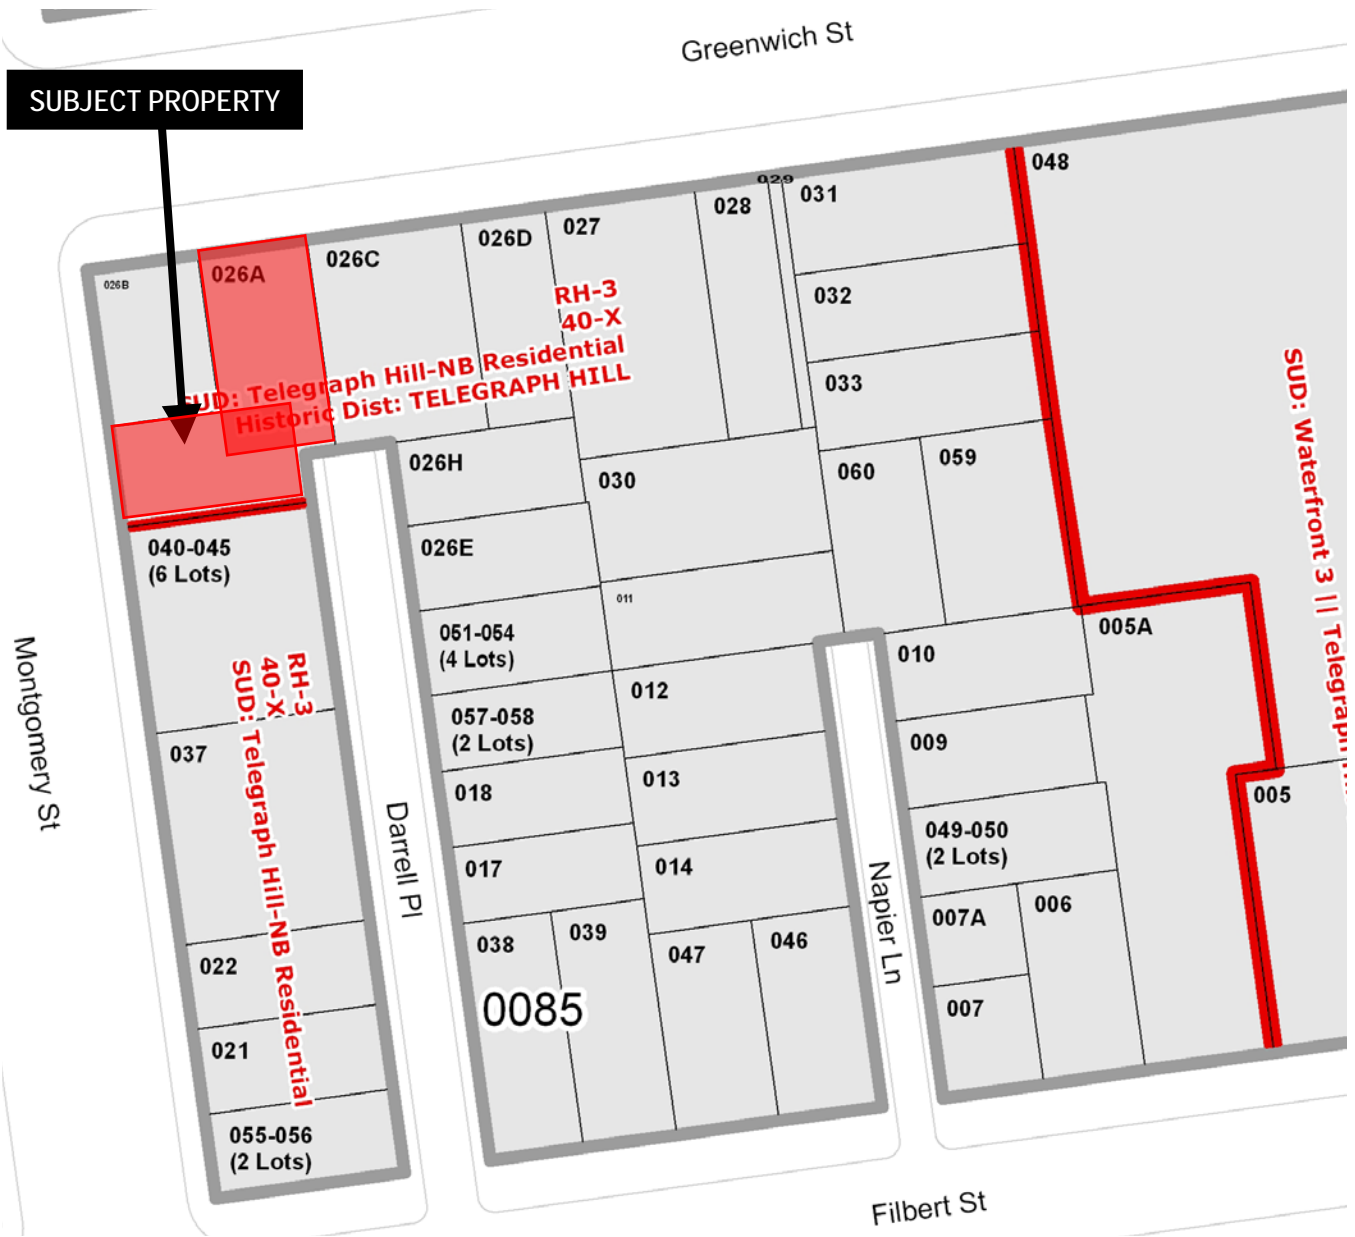 Greenwich St
SUBJECT PROPERTY
048
029
031
028
026D
027
026C
026A
026B
RH-3
40-X
SUD: Telegraph Hill-NB Residential
Historic Dist: TELEGRAPH HILL
032
033
026H
030
060
059
026E
040-045
(6 Lots)
011
051-054
(4 Lots)
010
005A
SUD: Waterfront 3 || Telegraph
012
RH-3
40-X
SUD: Telegraph Hill-NB Residential
Montgomery St
037
057-058
(2 Lots)
009
018
013
005
Darrell Pl
049-050
(2 Lots)
017
014
Napier Ln
007A
006
038
039
047
046
022
0085
007
021
055-056
(2 Lots)
Filbert St